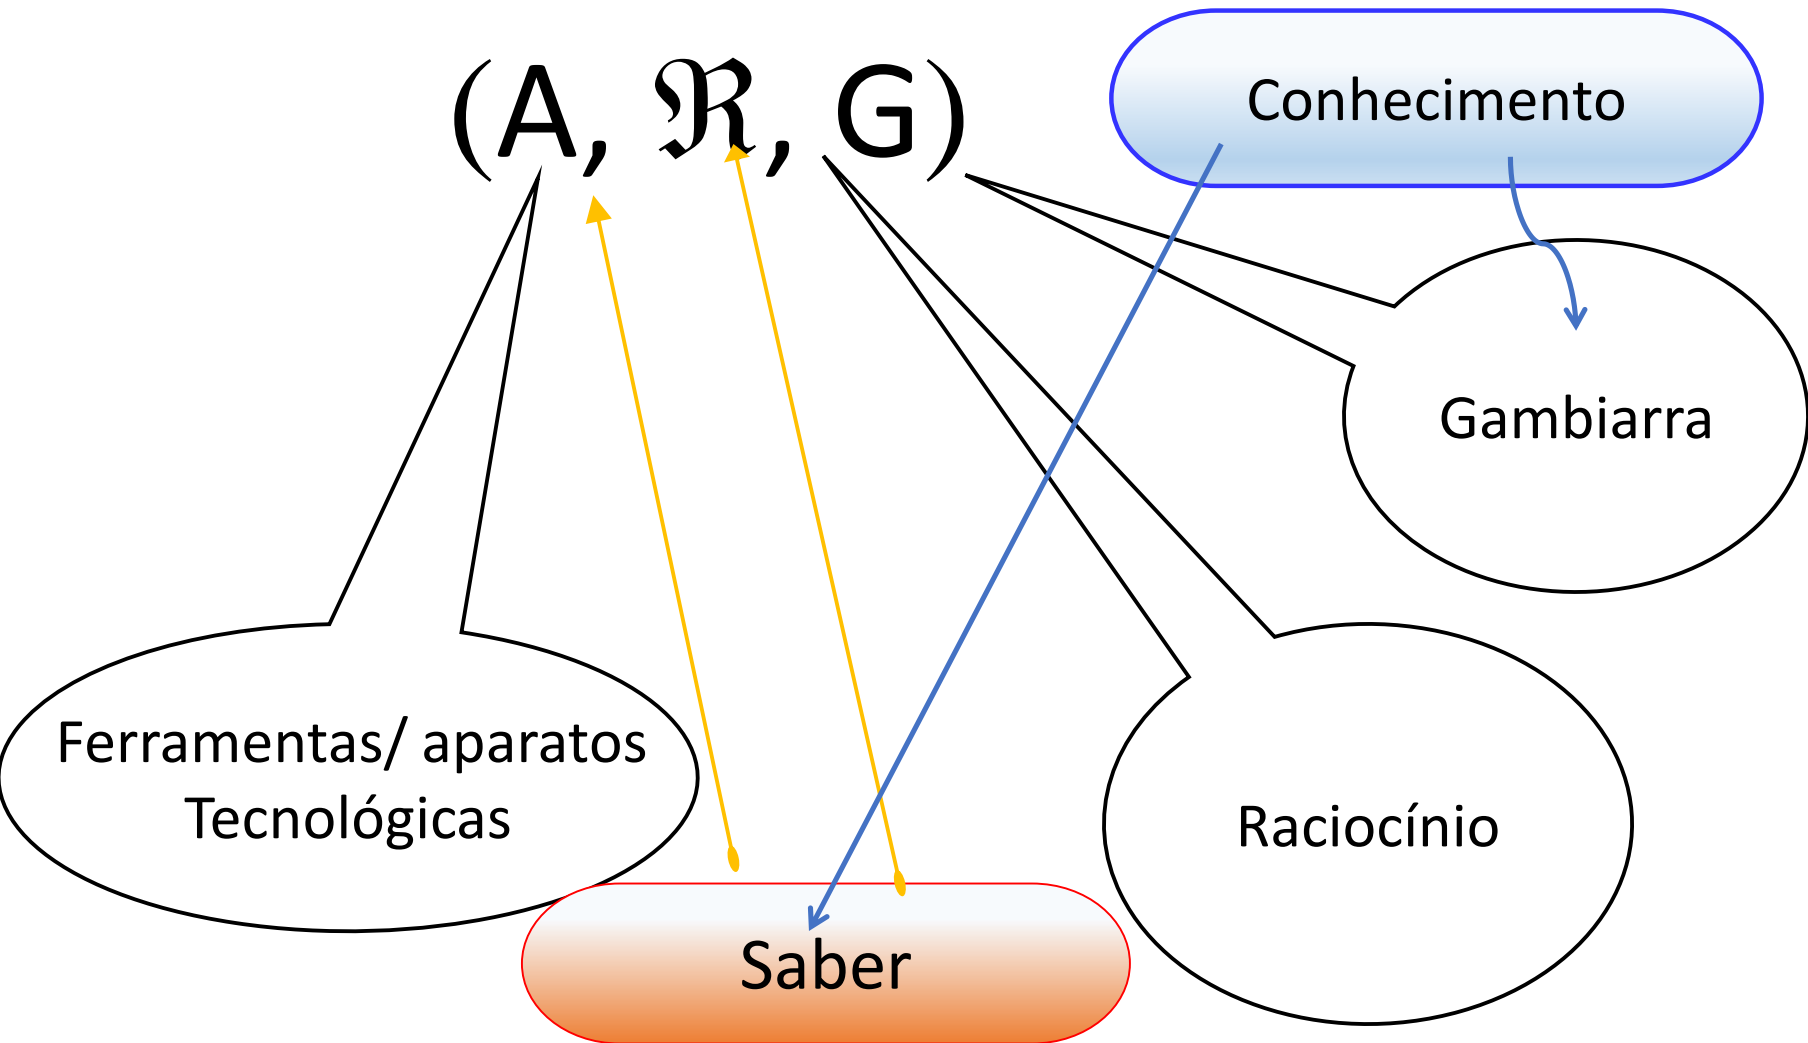 (A, ℜ, G)
Conhecimento
Gambiarra
Ferramentas/ aparatos
Tecnológicas
Raciocínio
Saber